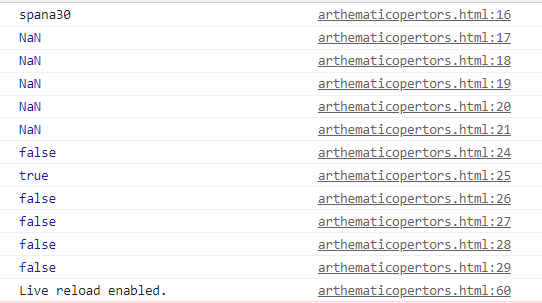 spana30 arthematicopertors.html:16
NaN arthematicopertors.html:17
NaN arthematicopertors.html:18
NaN arthematicopertors.html:19
NaN arthematicopertors.html:20
NaN arthematicopertors.html:21
false arthematicopertors.html:24
true arthematicopertors.html:25
false arthematicopertors.html:26
false arthematicopertors.html:27
false arthematicopertors.html:28
false arthematicopertors.html:29
Live reload enabled. arthematicopertors.html:60